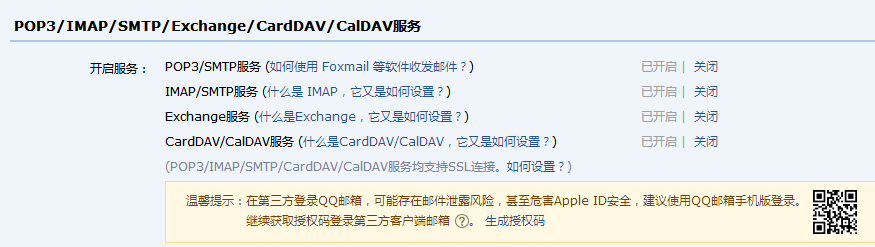 POP3/IMAP/SMTP/Exchange/CardDAV/CalDAV服务
开启服务： POP3/SMTP服务 (如何使用 Foxmail 等软件收发邮件？) 已开启 | 关闭
IMAP/SMTP服务 (什么是 IMAP，它又是如何设置？) 已开启 | 关闭
Exchange服务 (什么是Exchange，它又是如何设置？) 已开启 | 关闭
CardDAV/CalDAV服务 (什么是CardDAV/CalDAV，它又是如何设置？) 已开启 | 关闭
(POP3/IMAP/SMTP/CardDAV/CalDAV服务均支持SSL连接。如何设置？)
温馨提示：在第三方登录QQ邮箱，可能存在邮件泄露风险，甚至危害Apple ID安全，建议使用QQ邮箱手机版登录。
继续获取授权码登录第三方客户端邮箱 ?。 生成授权码